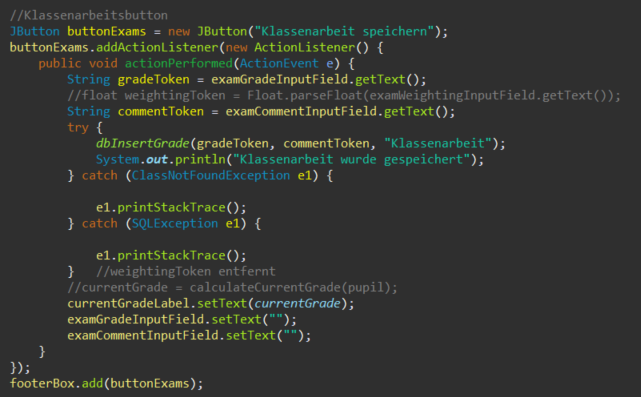 //Klassenarbeitsbutton
JButton buttonExams = new JButton("Klassenarbeit speichern");
buttonExams.addActionListener(new ActionListener() {
    public void actionPerformed(ActionEvent e) {
        String gradeToken = examGradeInputField.getText();
        //float weightingToken = Float.parseFloat(examWeightingInputField.getText());
        String commentToken = examCommentInputField.getText();
        try {
            dbInsertGrade(gradeToken, commentToken, "Klassenarbeit");
            System.out.println("Klassenarbeit wurde gespeichert");
        } catch (ClassNotFoundException e1) {

            e1.printStackTrace();
        } catch (SQLException e1) {

            e1.printStackTrace();
        }   //weightingToken entfernt
        //currentGrade = calculateCurrentGrade(pupil);
        currentGradeLabel.setText(currentGrade);
        examGradeInputField.setText("");
        examCommentInputField.setText("");
    }
});
footerBox.add(buttonExams);